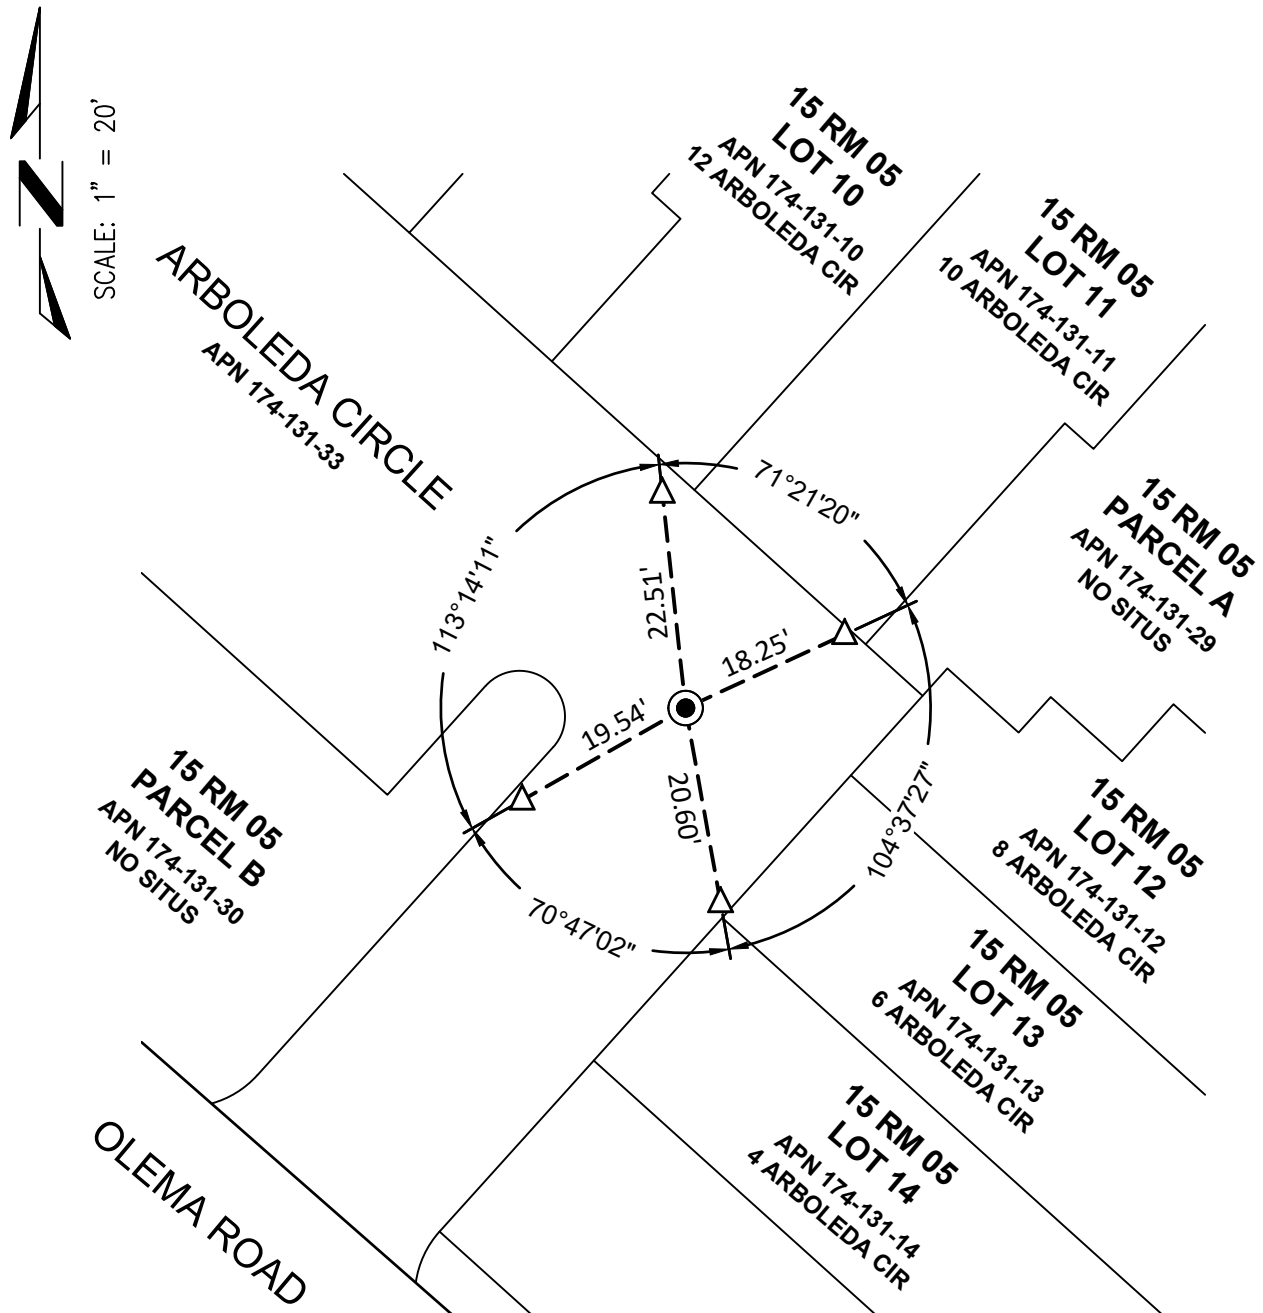 N
SCALE: 1" = 20'
15 RM 05
LOT 10
APN 174-131-10
12 ARBOLEDA CIR
15 RM 05
LOT 11
APN 174-131-11
10 ARBOLEDA CIR
ARBOLEDA CIRCLE
APN 174-131-33
15 RM 05
PARCEL A
APN 174-131-29
NO SITUS
71°21'20"
113°14'11"
22.51'
18.25'
19.54'
20.60'
104°37'27"
70°47'02"
15 RM 05
PARCEL B
APN 174-131-30
NO SITUS
15 RM 05
LOT 12
APN 174-131-12
8 ARBOLEDA CIR
15 RM 05
LOT 13
APN 174-131-13
6 ARBOLEDA CIR
15 RM 05
LOT 14
APN 174-131-14
4 ARBOLEDA CIR
OLEMA ROAD